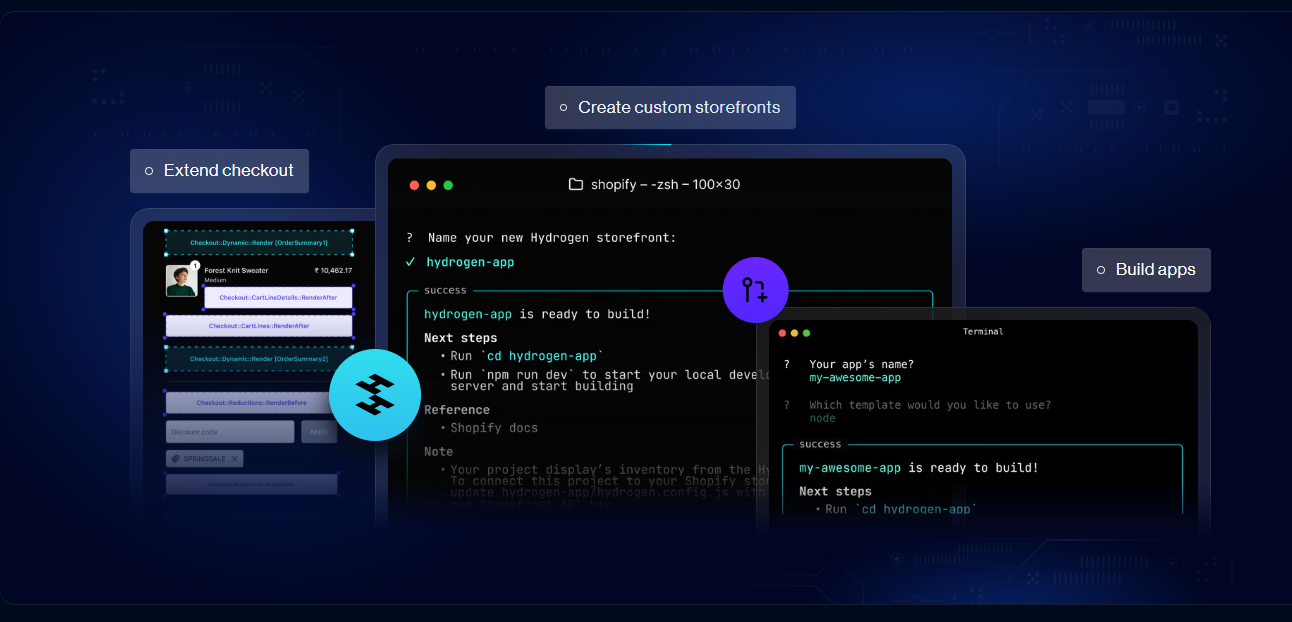 Create custom storefronts
Extend checkout
Build apps
Checkout::Dynamic::Render [OrderSummary1]
1
Forest Knit Sweater ₹ 10,462.17
Medium
Checkout::CartLineDetails::RenderAfter
Checkout::CartLines::RenderAfter
Checkout::Dynamic::Render [OrderSummary2]
Checkout::Reductions::RenderBefore
Discount code Apply
SPRINGSALE ×
shopify – -zsh – 100×30
? Name your new Hydrogen storefront:
✓ hydrogen-app
success
hydrogen-app is ready to build!
Next steps
• Run `cd hydrogen-app`
• Run `npm run dev` to start your local devel
server and start building
Reference
• Shopify docs
Note
• Your project display's inventory from the Hy
To connect this project to your Shopify stor
update hydrogen-app/hydrogen.config.js with
and Storefront API key
Terminal
? Your app's name?
my-awesome-app
? Which template would you like to use?
node
success
my-awesome-app is ready to build!
Next steps
• Run `cd hydrogen-app`